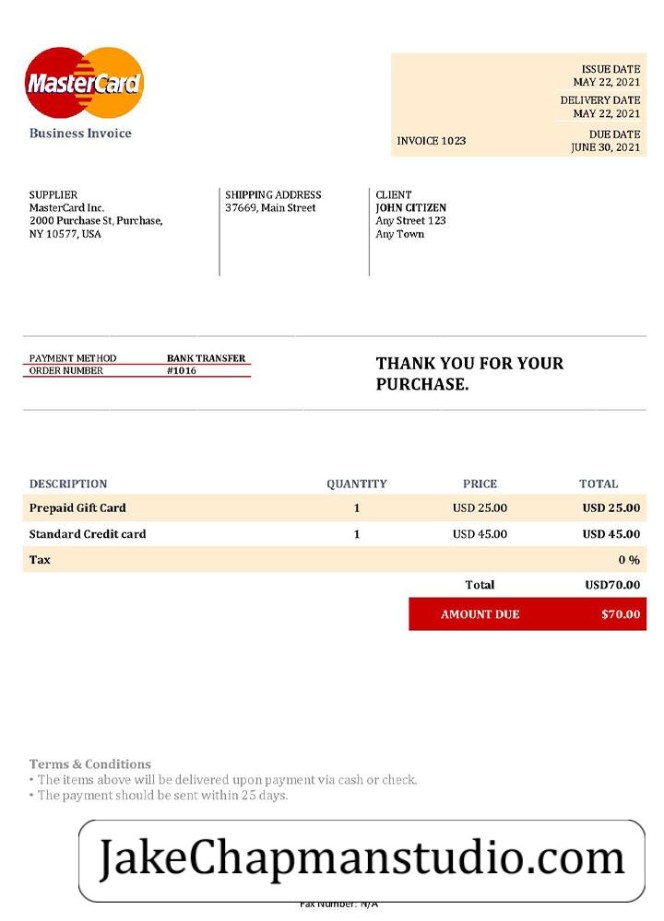 MasterCard
Business Invoice
ISSUE DATE
MAY 22, 2021
DELIVERY DATE
MAY 22, 2021
INVOICE 1023
DUE DATE
JUNE 30, 2021
SUPPLIER
MasterCard Inc.
2000 Purchase St, Purchase,
NY 10577, USA
SHIPPING ADDRESS
37669, Main Street
CLIENT
JOHN CITIZEN
Any Street 123
Any Town
PAYMENT METHOD BANK TRANSFER
ORDER NUMBER #1016
THANK YOU FOR YOUR
PURCHASE.
DESCRIPTION QUANTITY PRICE TOTAL
Prepaid Gift Card 1 USD 25.00 USD 25.00
Standard Credit card 1 USD 45.00 USD 45.00
Tax 0 %
Total USD70.00
AMOUNT DUE $70.00
Terms & Conditions
• The items above will be delivered upon payment via cash or check.
• The payment should be sent within 25 days.
JakeChapmanstudio.com
Fax Number: N/A